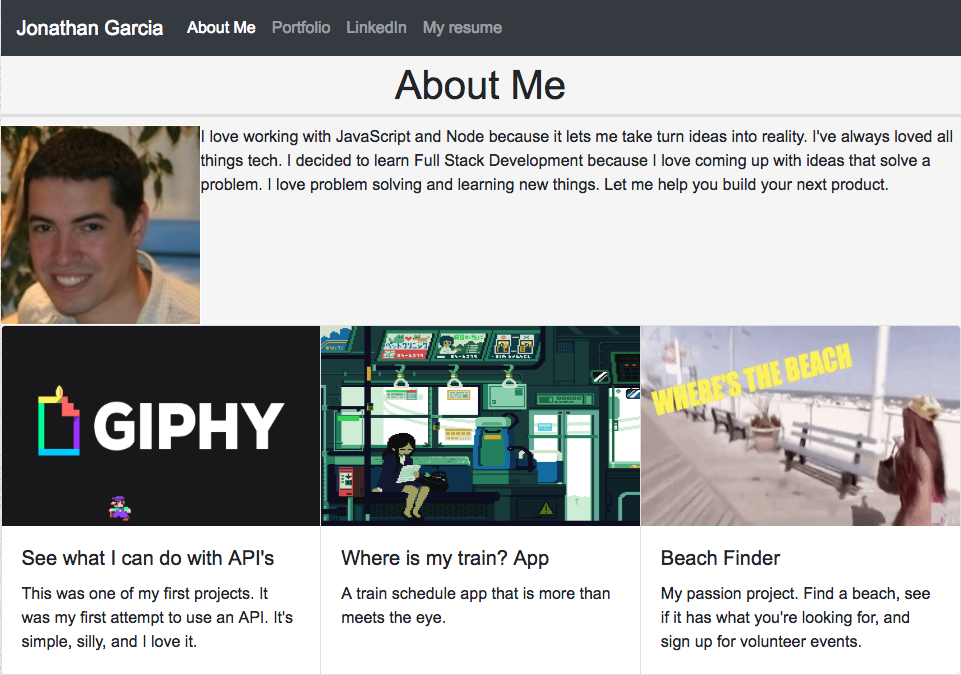 Jonathan Garcia About Me Portfolio LinkedIn My resume
About Me
I love working with JavaScript and Node because it lets me take turn ideas into reality. I've always loved all
things tech. I decided to learn Full Stack Development because I love coming up with ideas that solve a
problem. I love problem solving and learning new things. Let me help you build your next product.
GIPHY
WHERE'S THE BEACH
See what I can do with API's
This was one of my first projects. It
was my first attempt to use an API. It's
simple, silly, and I love it.
Where is my train? App
A train schedule app that is more than
meets the eye.
Beach Finder
My passion project. Find a beach, see
if it has what you're looking for, and
sign up for volunteer events.